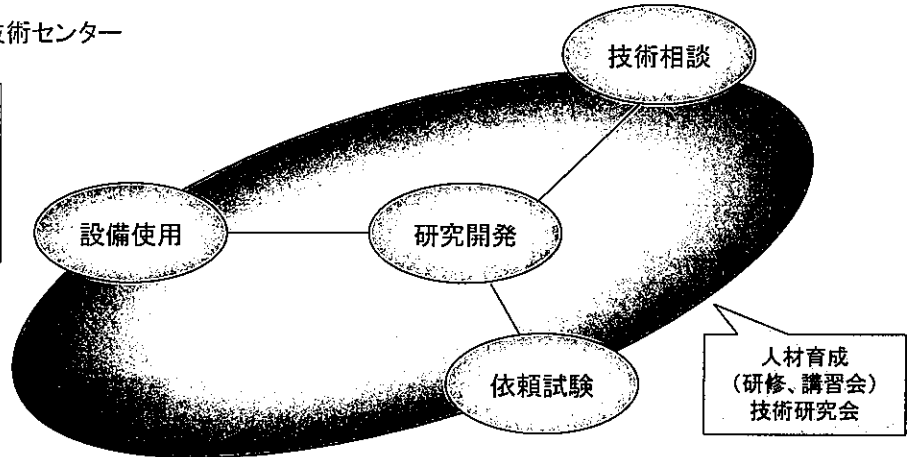 技術センター
技術相談
設備使用
研究開発
依頼試験
人材育成
(研修、講習会)
技術研究会